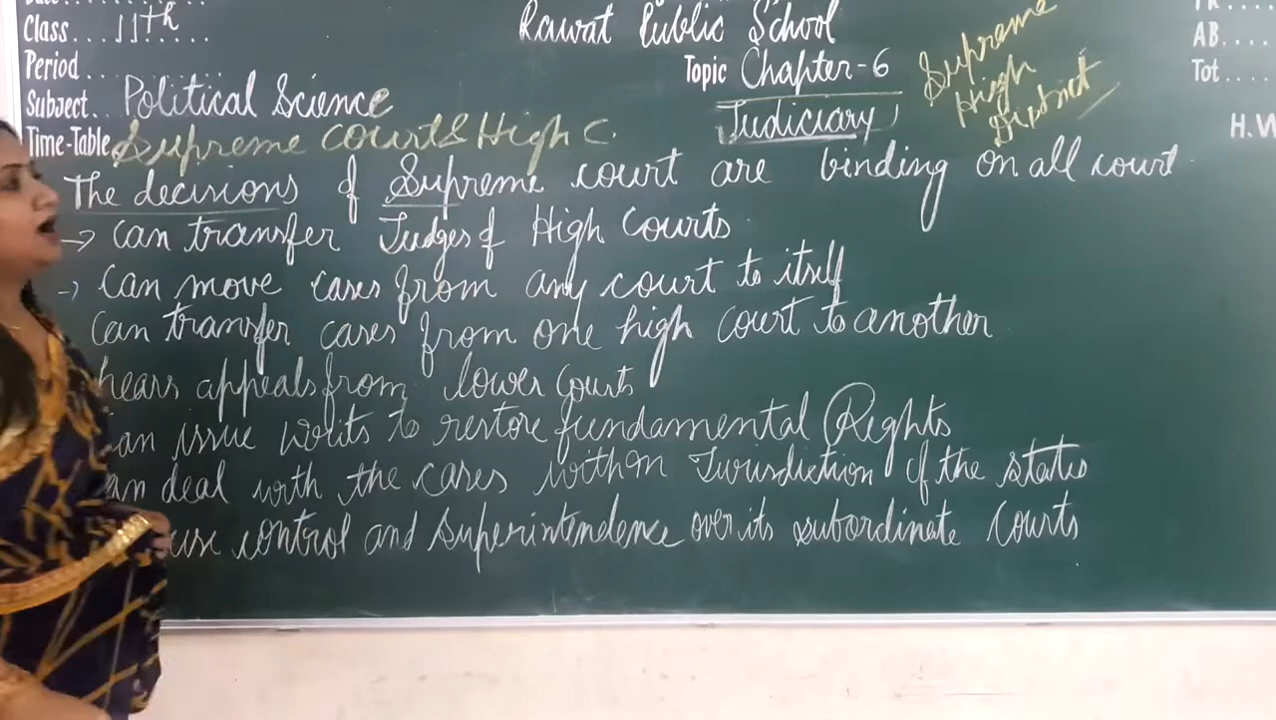 Class....11th.....
Rawat Public School
Supreme
High
District
AB....
Period...
Topic Chapter-6
Tot....
Subject..Political Science
Judiciary
H.W
Time-Table Supreme Court & High C.
The decisions of Supreme court are binding on all court
→ Can transfer Judges of High Courts
→ Can move cases from any court to itself
Can transfer cases from one high court to another
hears appeals from lower Courts
an issue writs to restore fundamental Rights
an deal with the cases within Jurisdiction of the states
control and superintendence over its subordinate Courts